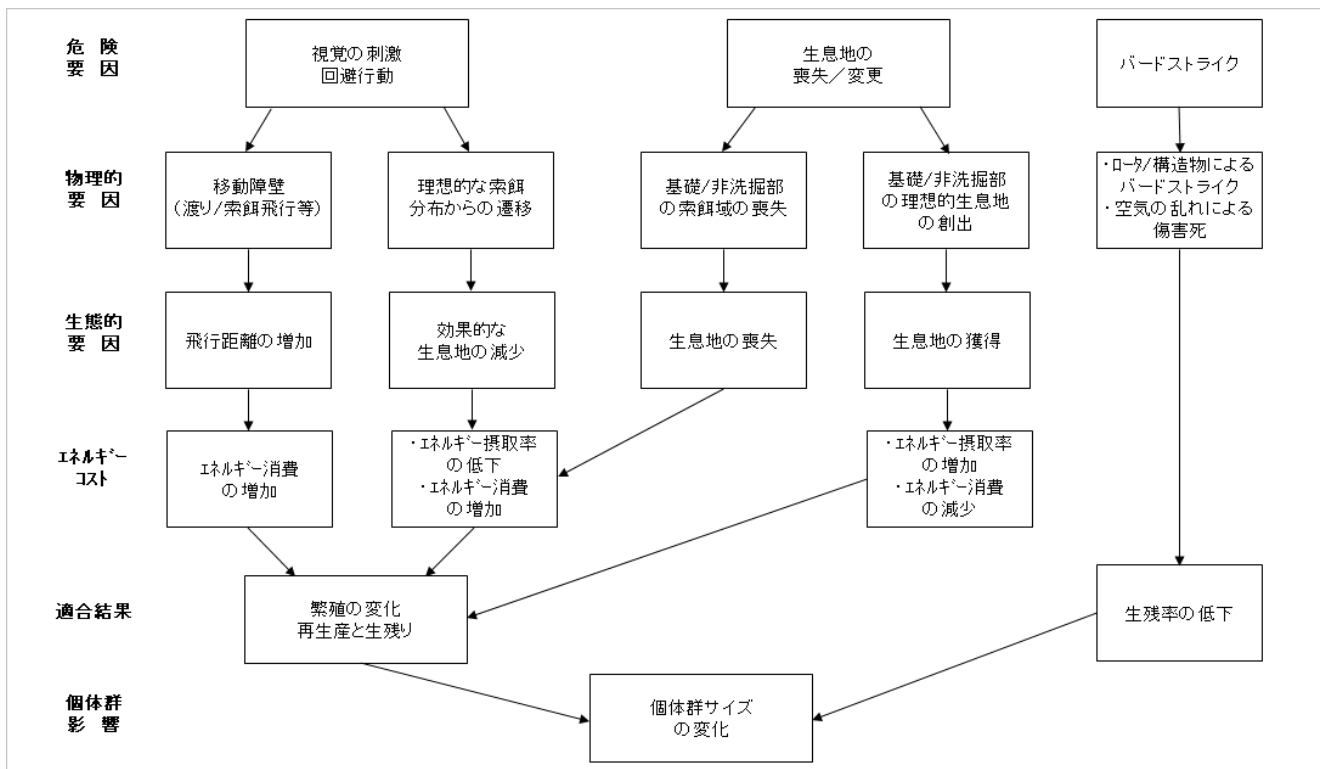 危 険
要 因
視覚の刺激
回避行動
生息地の
喪失／変更
バードストライク
物理的
要 因
移動障壁
(渡り/索餌飛行等)
理想的な索餌
分布からの遷移
基礎/非洗掘部
の索餌域の喪失
基礎/非洗掘部
の理想的生息地
の創出
・ﾛｰﾀ/構造物による
バードストライク
・空気の乱れによる
傷害死
生態的
要 因
飛行距離の増加
効果的な
生息地の減少
生息地の喪失
生息地の獲得
ｴﾈﾙｷﾞｰ
コスト
ｴﾈﾙｷﾞｰ消費
の増加
・ｴﾈﾙｷﾞｰ摂取率
の低下
・ｴﾈﾙｷﾞｰ消費
の増加
・ｴﾈﾙｷﾞｰ摂取率
の増加
・ｴﾈﾙｷﾞｰ消費
の減少
適合結果
繁殖の変化
再生産と生残り
生残率の低下
個体群
影 響
個体群サイズ
の変化